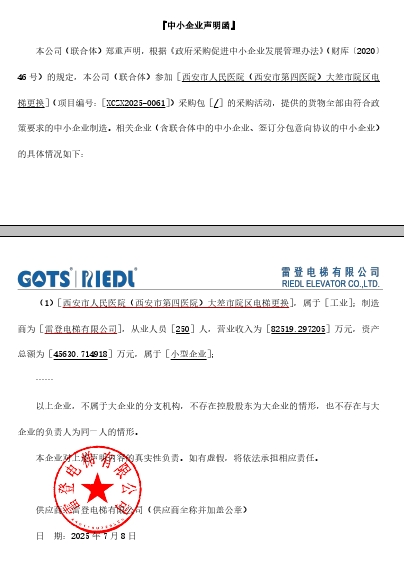 『中小企业声明函』
本公司（联合体）郑重声明，根据《政府采购促进中小企业发展管理办法》（财库〔2020〕
46号）的规定，本公司（联合体）参加［西安市人民医院（西安市第四医院）大差市院区电
梯更换］（项目编号：［XCZX2025-0061］）采购包［/］的采购活动，提供的货物全部由符合政
策要求的中小企业制造。相关企业（含联合体中的中小企业、签订分包意向协议的中小企业）
的具体情况如下：
GOTS RIEDL®
雷登电梯有限公司
RIEDL ELEVATOR CO.,LTD.
（1）［西安市人民医院（西安市第四医院）大差市院区电梯更换］，属于［工业］；制造
商为［雷登电梯有限公司］，从业人员［250］人，营业收入为［82519.297205］万元，资产
总额为［45630.714918］万元，属于［小型企业］；
……
以上企业，不属于大企业的分支机构，不存在控股股东为大企业的情形，也不存在与大
企业的负责人为同一人的情形。
本企业对上述声明内容的真实性负责。如有虚假，将依法承担相应责任。
雷登电梯有限公司
供应商：雷登电梯有限公司（供应商全称并加盖公章）
日 期：2025年7月8日